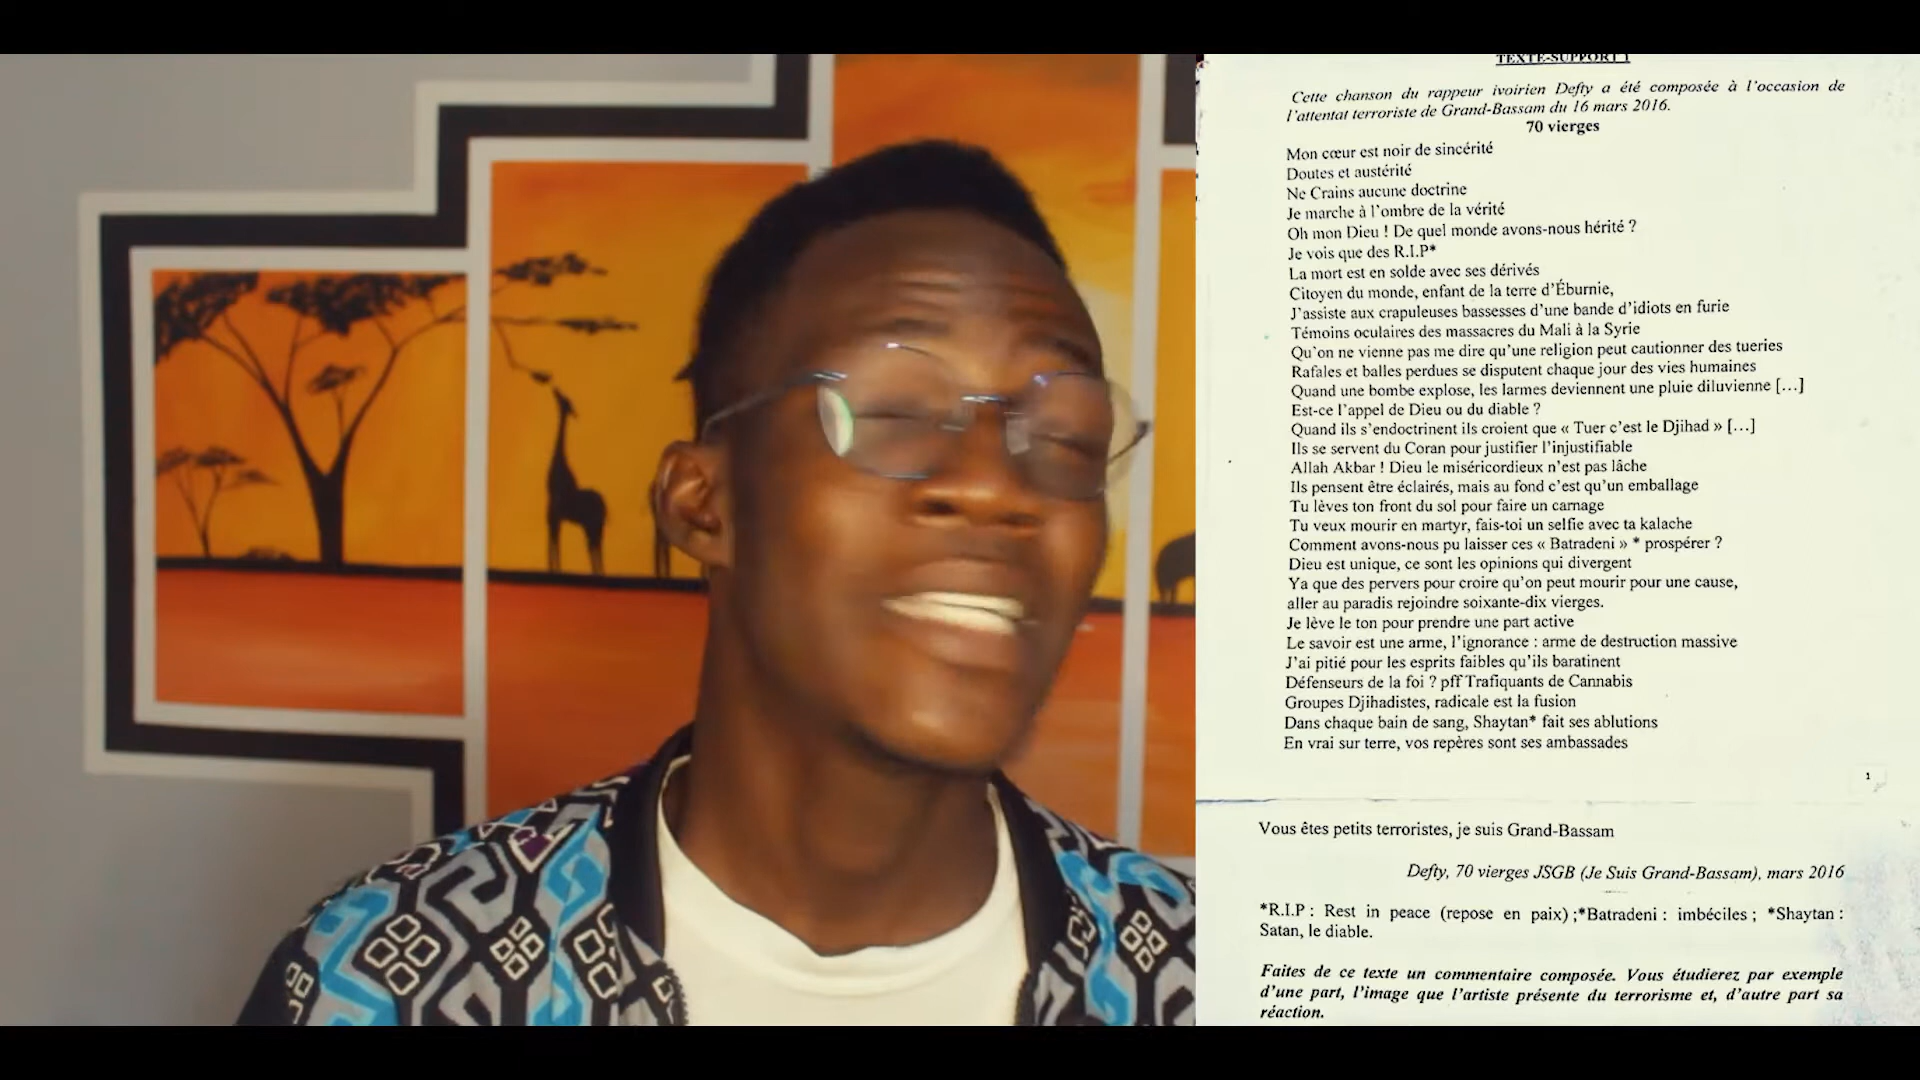 TEXTE-SUPPORT 1
Cette chanson du rappeur ivoirien Defty a été composée à l'occasion de
l'attentat terroriste de Grand-Bassam du 16 mars 2016.
70 vierges
Mon cœur est noir de sincérité
Doutes et austérité
Ne Crains aucune doctrine
Je marche à l'ombre de la vérité
Oh mon Dieu ! De quel monde avons-nous hérité ?
Je vois que des R.I.P*
La mort est en solde avec ses dérivés
Citoyen du monde, enfant de la terre d'Éburnie,
J'assiste aux crapuleuses bassesses d'une bande d'idiots en furie
Témoins oculaires des massacres du Mali à la Syrie
Qu'on ne vienne pas me dire qu'une religion peut cautionner des tueries
Rafales et balles perdues se disputent chaque jour des vies humaines
Quand une bombe explose, les larmes deviennent une pluie diluvienne [...]
Est-ce l'appel de Dieu ou du diable ?
Quand ils s'endoctrinent ils croient que « Tuer c'est le Djihad » [...]
Ils se servent du Coran pour justifier l'injustifiable
Allah Akbar ! Dieu le miséricordieux n'est pas lâche
Ils pensent être éclairés, mais au fond c'est qu'un emballage
Tu lèves ton front du sol pour faire un carnage
Tu veux mourir en martyr, fais-toi un selfie avec ta kalache
Comment avons-nous pu laisser ces « Batradeni » * prospérer ?
Dieu est unique, ce sont les opinions qui divergent
Ya que des pervers pour croire qu'on peut mourir pour une cause,
aller au paradis rejoindre soixante-dix vierges.
Je lève le ton pour prendre une part active
Le savoir est une arme, l'ignorance : arme de destruction massive
J'ai pitié pour les esprits faibles qu'ils baratinent
Défenseurs de la foi ? pff Trafiquants de Cannabis
Groupes Djihadistes, radicale est la fusion
Dans chaque bain de sang, Shaytan* fait ses ablutions
En vrai sur terre, vos repères sont ses ambassades
1
Vous êtes petits terroristes, je suis Grand-Bassam
Defty, 70 vierges JSGB (Je Suis Grand-Bassam), mars 2016
*R.I.P : Rest in peace (repose en paix) ;*Batradeni : imbéciles ; *Shaytan :
Satan, le diable.
Faites de ce texte un commentaire composée. Vous étudierez par exemple
d'une part, l'image que l'artiste présente du terrorisme et, d'autre part sa
réaction.